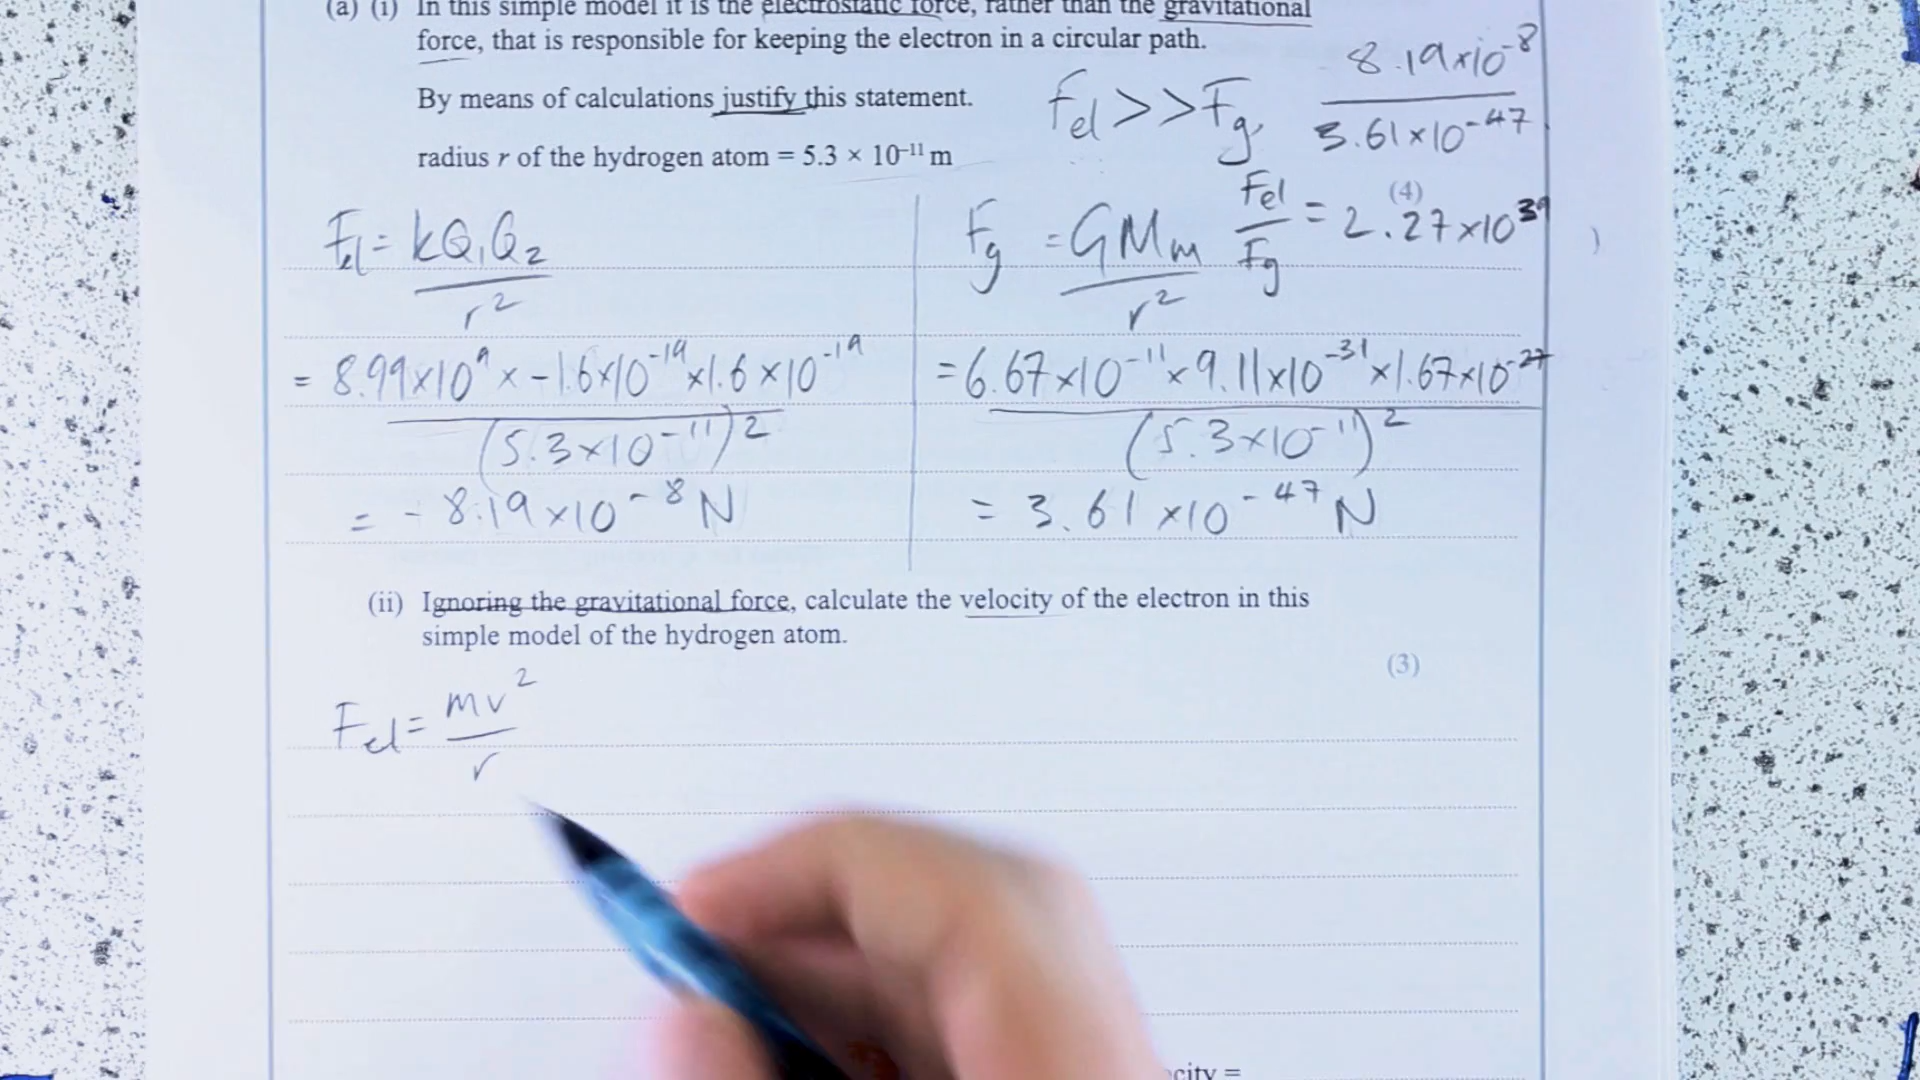 (a) (i) In this simple model it is the electrostatic force, rather than the gravitational
force, that is responsible for keeping the electron in a circular path.
By means of calculations justify this statement.
radius r of the hydrogen atom = 5.3 × 10⁻¹¹ m
Fel >> Fg
8.19×10⁻⁸
3.61×10⁻⁴⁷
(4)
Fel = kQ₁Q₂
r²
= 8.99×10⁹ × -1.6×10⁻¹⁹ ×1.6×10⁻¹⁹
(5.3×10⁻¹¹)²
= -8.19×10⁻⁸ N
Fg = GMm
r²
Fel
Fg
= 2.27×10³⁹
= 6.67×10⁻¹¹ × 9.11×10⁻³¹ ×1.67×10⁻²⁷
(5.3×10⁻¹¹)²
= 3.61 ×10⁻⁴⁷ N
(ii) Ignoring the gravitational force, calculate the velocity of the electron in this
simple model of the hydrogen atom.
(3)
Fel = mv²
r